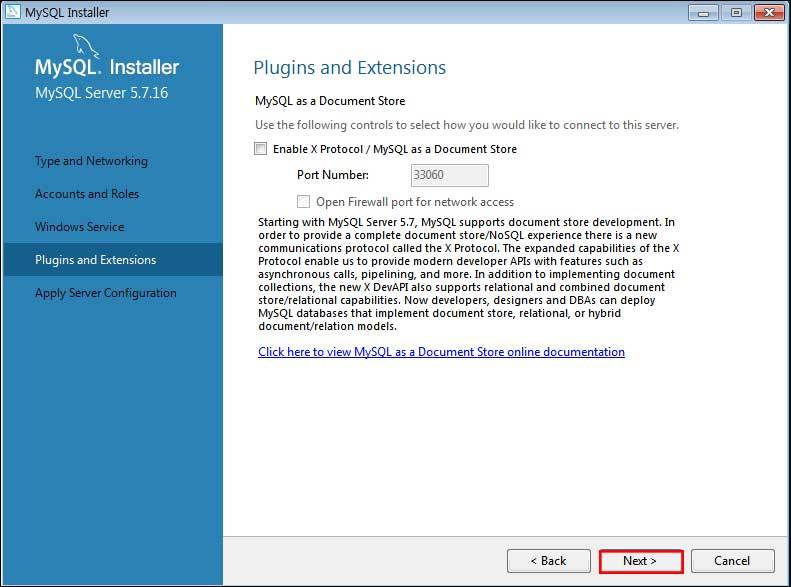 MySQL Installer
MySQL. Installer
MySQL Server 5.7.16
Type and Networking
Accounts and Roles
Windows Service
Plugins and Extensions
Apply Server Configuration
Plugins and Extensions
MySQL as a Document Store
Use the following controls to select how you would like to connect to this server.
Enable X Protocol / MySQL as a Document Store
Port Number: 33060
Open Firewall port for network access
Starting with MySQL Server 5.7, MySQL supports document store development. In
order to provide a complete document store/NoSQL experience there is a new
communications protocol called the X Protocol. The expanded capabilities of the X
Protocol enable us to provide modern developer APIs with features such as
asynchronous calls, pipelining, and more. In addition to implementing document
collections, the new X DevAPI also supports relational and combined document
store/relational capabilities. Now developers, designers and DBAs can deploy
MySQL databases that implement document store, relational, or hybrid
document/relation models.
Click here to view MySQL as a Document Store online documentation
< Back Next > Cancel